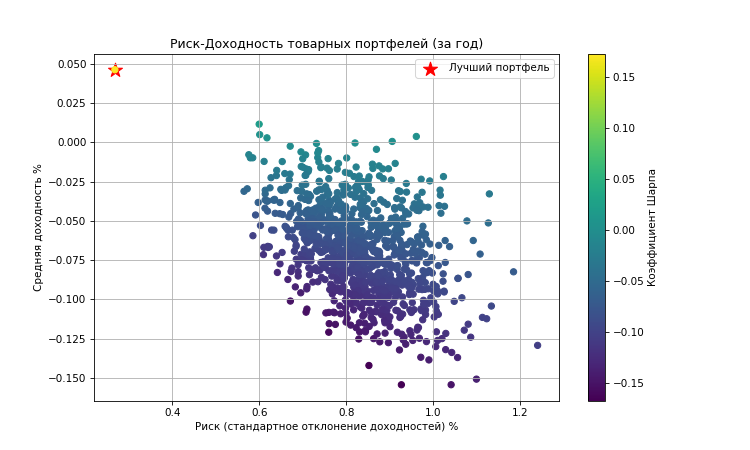 Риск-Доходность товарных портфелей (за год)
Лучший портфель
Средняя доходность %
0.050
0.025
0.000
−0.025
−0.050
−0.075
−0.100
−0.125
−0.150
0.4 0.6 0.8 1.0 1.2
Риск (стандартное отклонение доходностей) %
0.15
0.10
0.05
0.00
−0.05
−0.10
−0.15
Коэффициент Шарпа